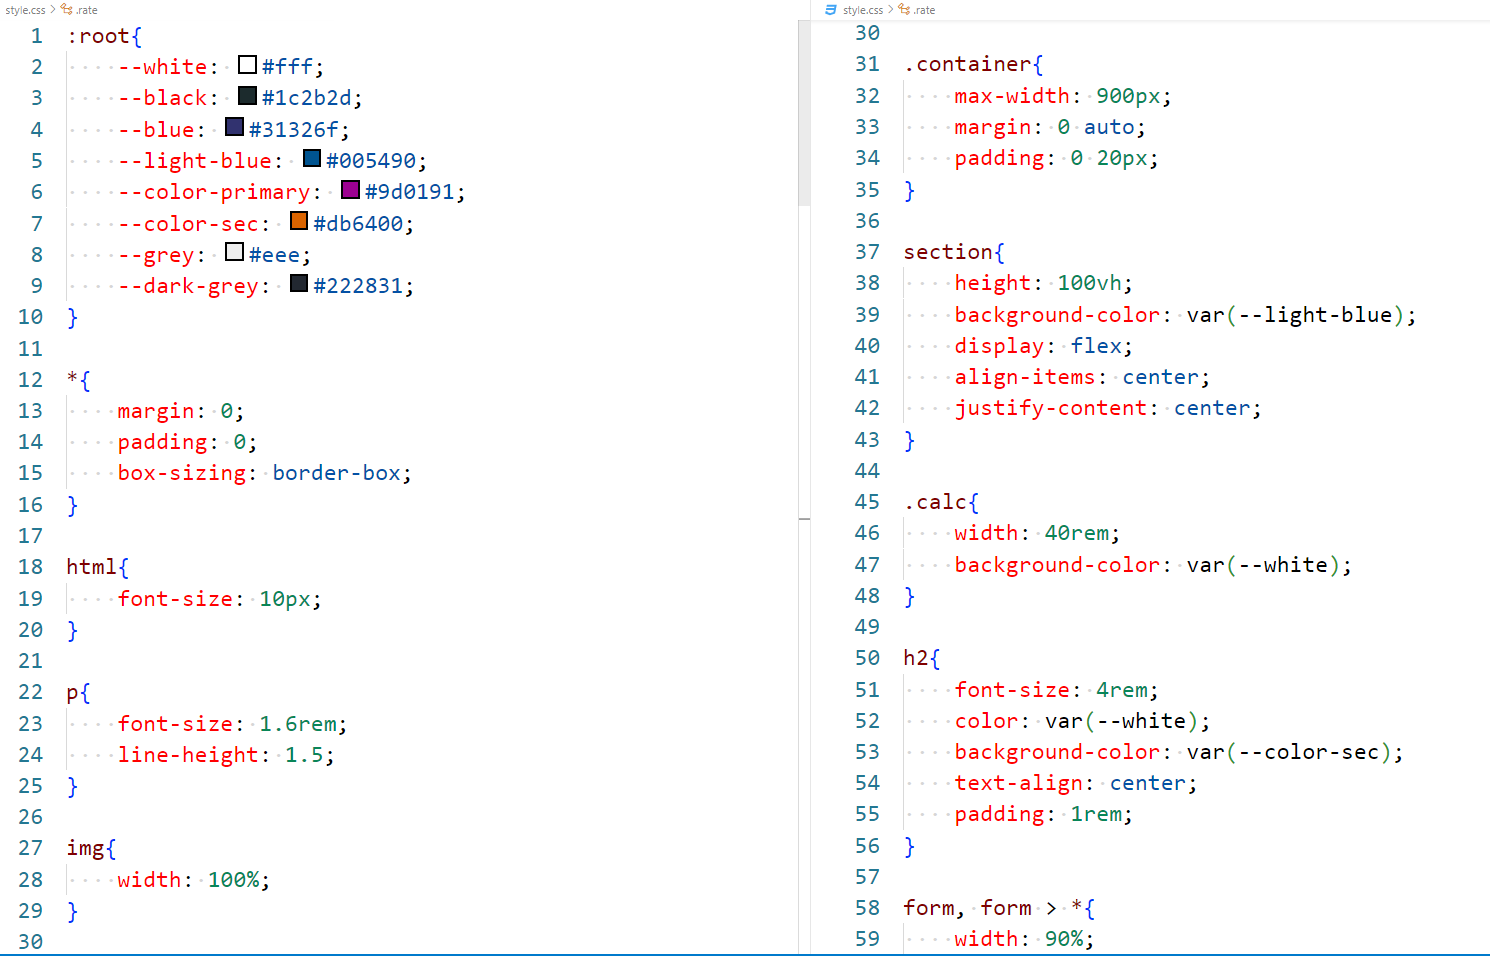 style.css > .rate
1 :root{
2 --white: #fff;
3 --black: #1c2b2d;
4 --blue: #31326f;
5 --light-blue: #005490;
6 --color-primary: #9d0191;
7 --color-sec: #db6400;
8 --grey: #eee;
9 --dark-grey: #222831;
10 }
11
12 *{
13 margin: 0;
14 padding: 0;
15 box-sizing: border-box;
16 }
17
18 html{
19 font-size: 10px;
20 }
21
22 p{
23 font-size: 1.6rem;
24 line-height: 1.5;
25 }
26
27 img{
28 width: 100%;
29 }
30
style.css > .rate
30
31 .container{
32 max-width: 900px;
33 margin: 0 auto;
34 padding: 0 20px;
35 }
36
37 section{
38 height: 100vh;
39 background-color: var(--light-blue);
40 display: flex;
41 align-items: center;
42 justify-content: center;
43 }
44
45 .calc{
46 width: 40rem;
47 background-color: var(--white);
48 }
49
50 h2{
51 font-size: 4rem;
52 color: var(--white);
53 background-color: var(--color-sec);
54 text-align: center;
55 padding: 1rem;
56 }
57
58 form, form > *{
59 width: 90%;